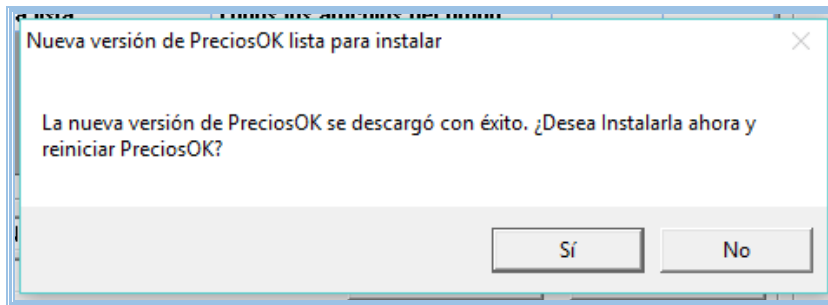 Nueva versión de PreciosOK lista para instalar
La nueva versión de PreciosOK se descargó con éxito. ¿Desea Instalarla ahora y
reiniciar PreciosOK?
Sí
No